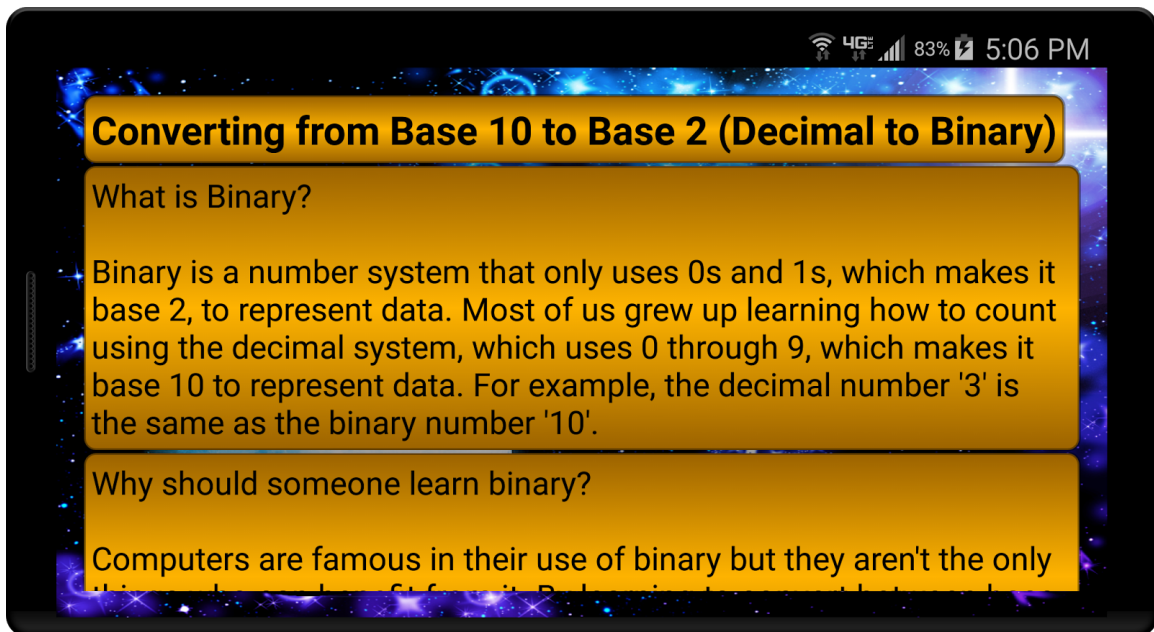 4G LTE 83% 5:06 PM
Converting from Base 10 to Base 2 (Decimal to Binary)
What is Binary?
Binary is a number system that only uses 0s and 1s, which makes it
base 2, to represent data. Most of us grew up learning how to count
using the decimal system, which uses 0 through 9, which makes it
base 10 to represent data. For example, the decimal number '3' is
the same as the binary number '10'.
Why should someone learn binary?
Computers are famous in their use of binary but they aren't the only